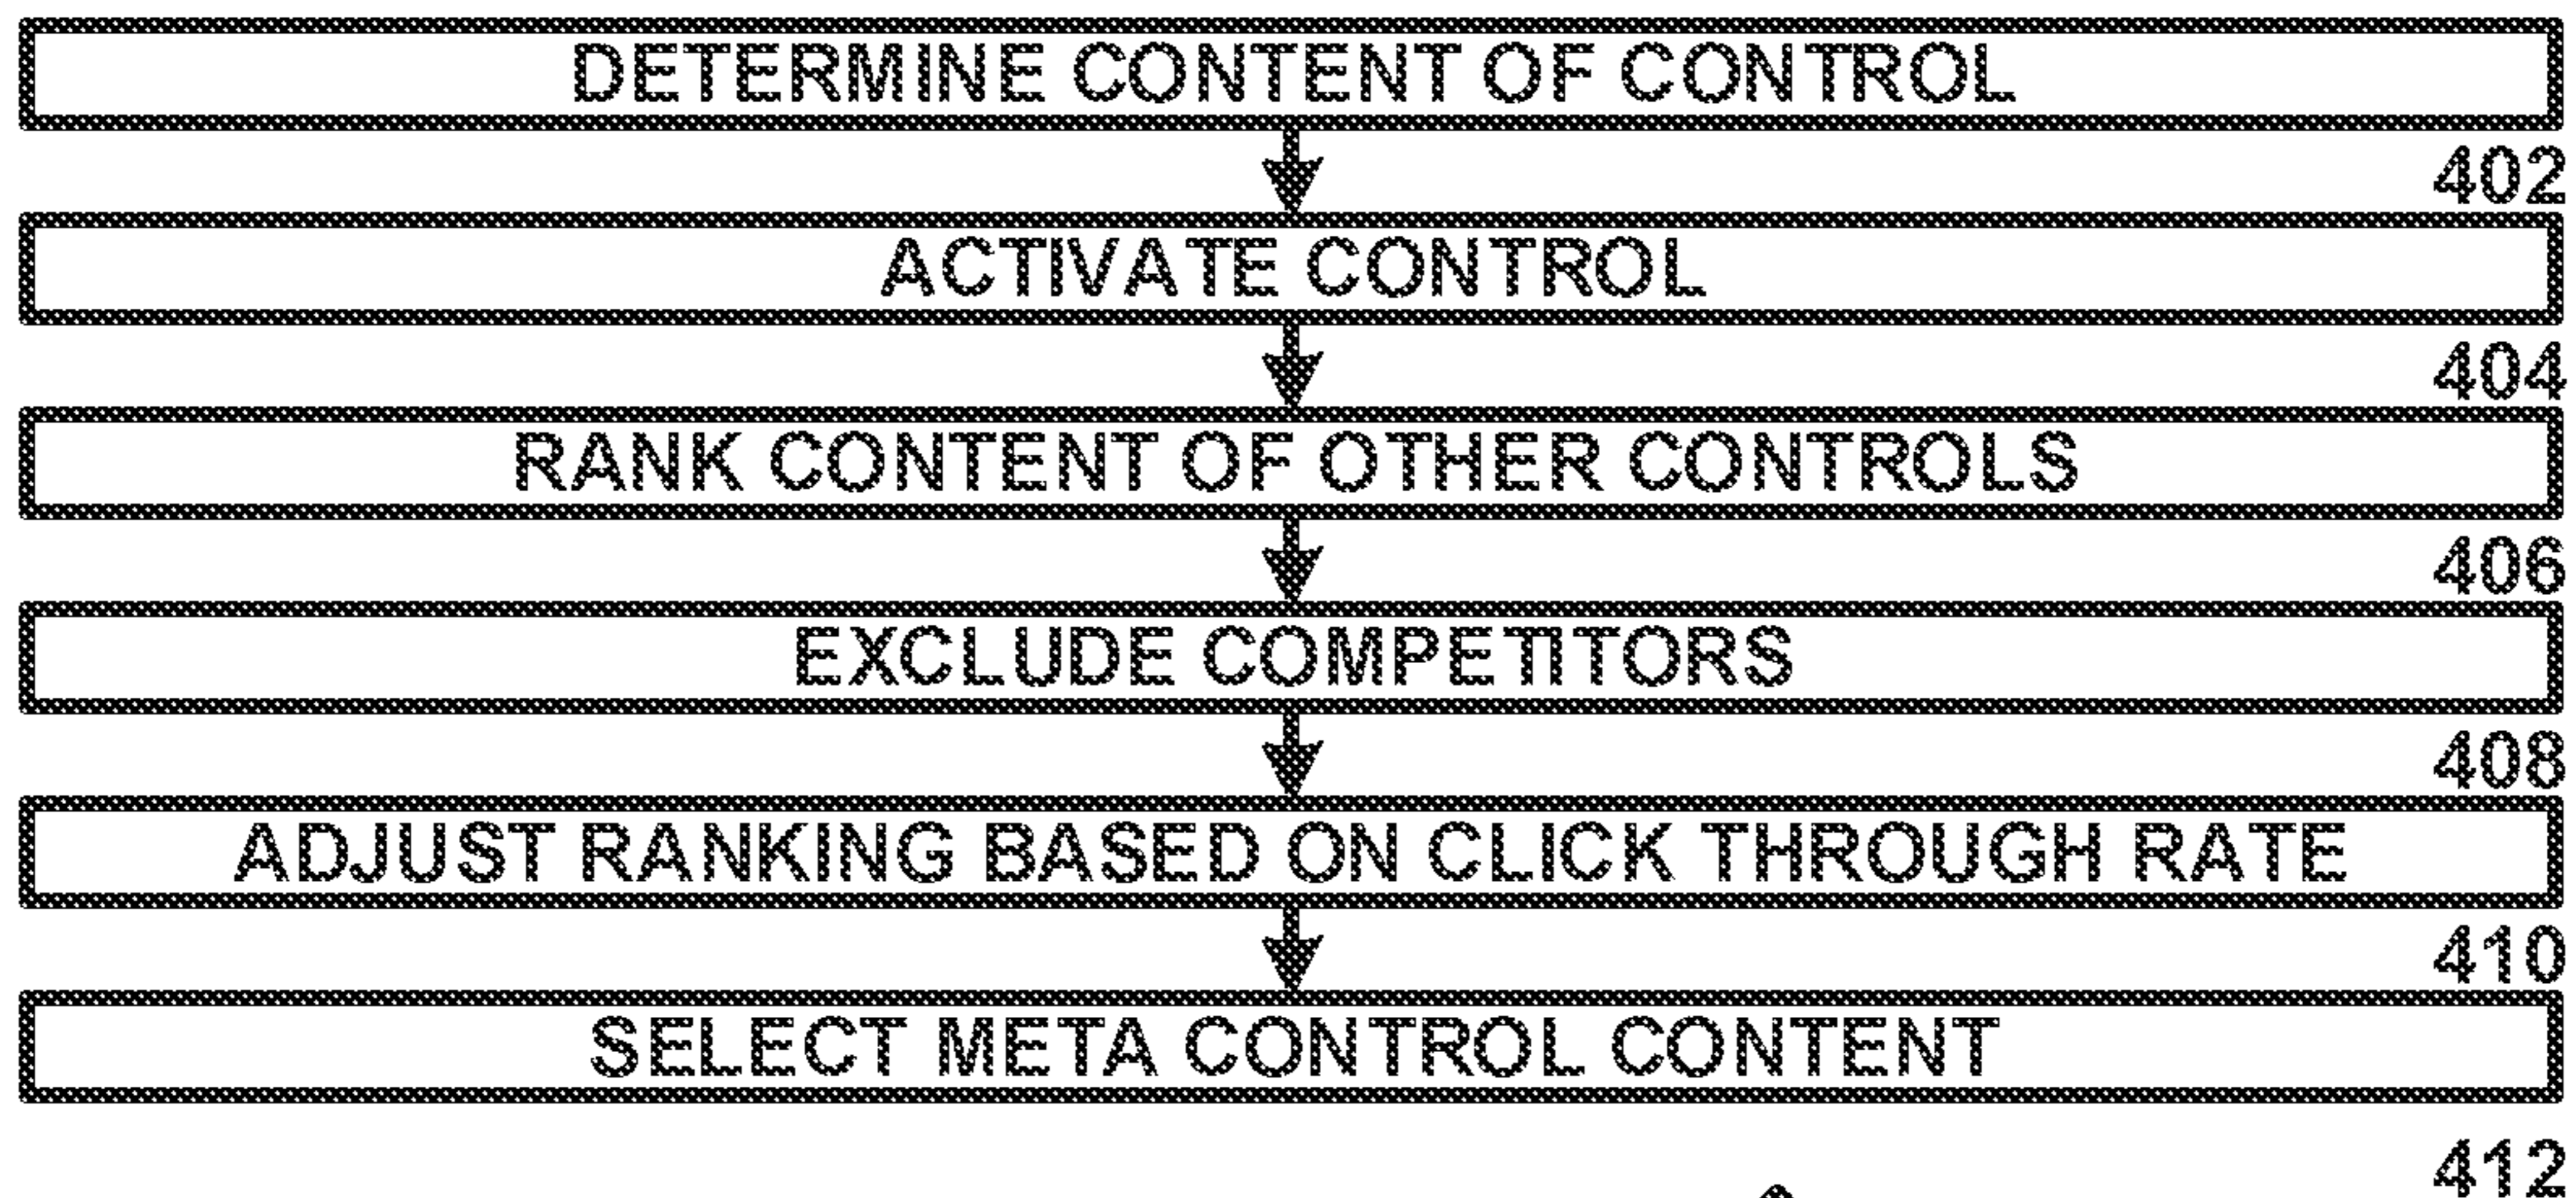 DETERMINE CONTENT OF CONTROL
402
ACTIVATE CONTROL
404
RANK CONTENT OF OTHER CONTROLS
406
EXCLUDE COMPETITORS
408
ADJUST RANKING BASED ON CLICK THROUGH RATE
410
SELECT META CONTROL CONTENT
412